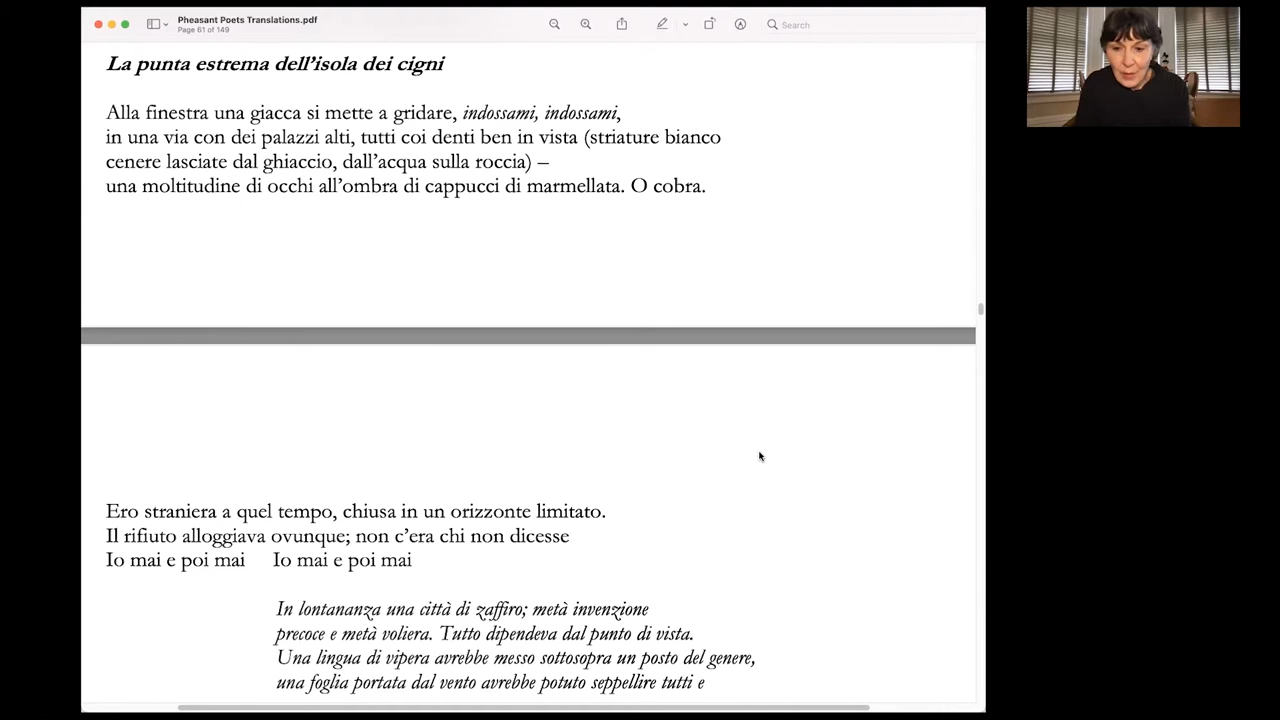 Pheasant Poets Translations.pdf
Page 61 of 149
Search
La punta estrema dell’isola dei cigni
Alla finestra una giacca si mette a gridare, indossami, indossami,
in una via con dei palazzi alti, tutti coi denti ben in vista (striature bianco
cenere lasciate dal ghiaccio, dall’acqua sulla roccia) –
una moltitudine di occhi all’ombra di cappucci di marmellata. O cobra.
Ero straniera a quel tempo, chiusa in un orizzonte limitato.
Il rifiuto alloggiava ovunque; non c’era chi non dicesse
Io mai e poi mai Io mai e poi mai
In lontananza una città di zaffiro; metà invenzione
precoce e metà voliera. Tutto dipendeva dal punto di vista.
Una lingua di vipera avrebbe messo sottosopra un posto del genere,
una foglia portata dal vento avrebbe potuto seppellire tutti e